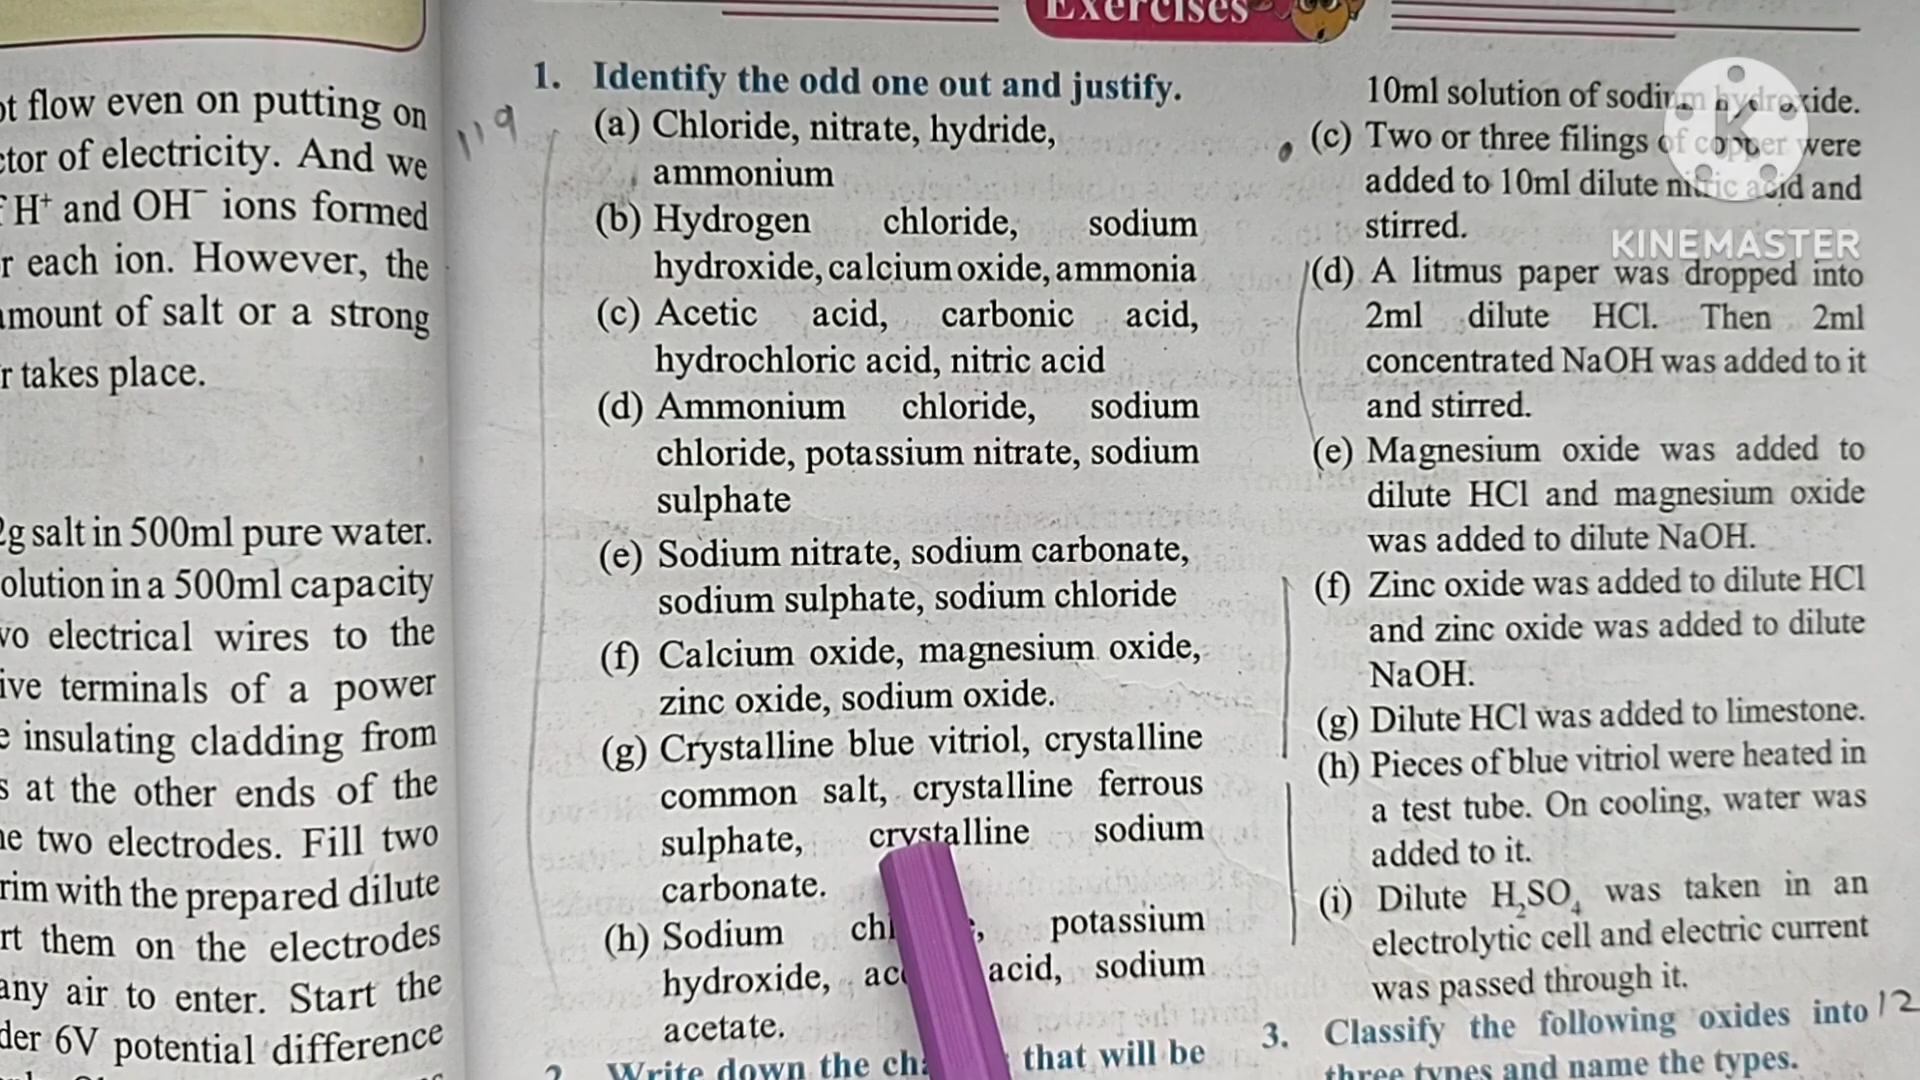 ot flow even on putting on
ctor of electricity. And we
H⁺ and OH⁻ ions formed
r each ion. However, the
amount of salt or a strong
r takes place.
2g salt in 500ml pure water.
olution in a 500ml capacity
wo electrical wires to the
ive terminals of a power
e insulating cladding from
s at the other ends of the
e two electrodes. Fill two
rim with the prepared dilute
rt them on the electrodes
any air to enter. Start the
der 6V potential difference
Exercises
119
1. Identify the odd one out and justify.
(a) Chloride, nitrate, hydride,
ammonium
(b) Hydrogen chloride, sodium
hydroxide, calcium oxide, ammonia
(c) Acetic acid, carbonic acid,
hydrochloric acid, nitric acid
(d) Ammonium chloride, sodium
chloride, potassium nitrate, sodium
sulphate
(e) Sodium nitrate, sodium carbonate,
sodium sulphate, sodium chloride
(f) Calcium oxide, magnesium oxide,
zinc oxide, sodium oxide.
(g) Crystalline blue vitriol, crystalline
common salt, crystalline ferrous
sulphate, crystalline sodium
carbonate.
(h) Sodium potassium
hydroxide, acid, sodium
acetate.
Write down the that will be
10ml solution of sodium hydroxide.
(c) Two or three filings of copper were
added to 10ml dilute nitric acid and
stirred.
(d) A litmus paper was dropped into
2ml dilute HCl. Then 2ml
concentrated NaOH was added to it
and stirred.
(e) Magnesium oxide was added to
dilute HCl and magnesium oxide
was added to dilute NaOH.
(f) Zinc oxide was added to dilute HCl
and zinc oxide was added to dilute
NaOH.
(g) Dilute HCl was added to limestone.
(h) Pieces of blue vitriol were heated in
a test tube. On cooling, water was
added to it.
(i) Dilute H₂SO₄ was taken in an
electrolytic cell and electric current
was passed through it.
3. Classify the following oxides into 12
three types and name the types.
K
KINEMASTER